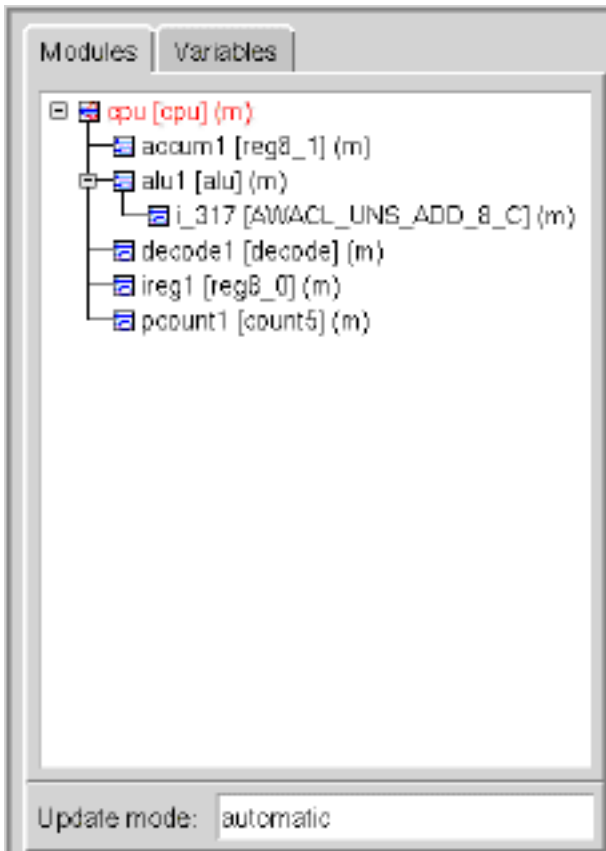 Modules Variables
cpu [cpu] (m)
accum1 [reg8_1] (m)
alu1 [alu] (m)
i_317 [AWACL_UNS_ADD_8_C] (m)
decode1 [decode] (m)
ireg1 [reg8_0] (m)
pcount1 [count5] (m)
Update mode: automatic